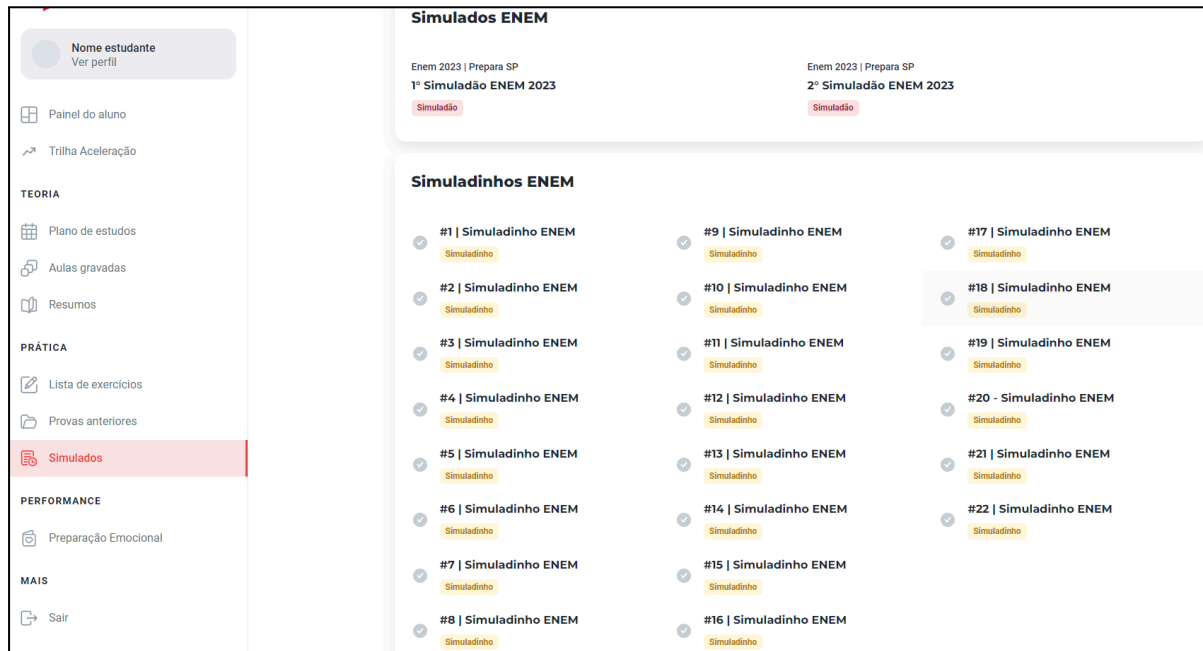 Nome estudante
Ver perfil
Painel do aluno
Trilha Aceleração
TEORIA
Plano de estudos
Aulas gravadas
Resumos
PRÁTICA
Lista de exercícios
Provas anteriores
Simulados
PERFORMANCE
Preparação Emocional
MAIS
Sair
Simulados ENEM
Enem 2023 | Prepara SP
1° Simuladão ENEM 2023
Simuladão
Enem 2023 | Prepara SP
2° Simuladão ENEM 2023
Simuladão
Simuladinhos ENEM
#1 | Simuladinho ENEM
Simuladinho
#2 | Simuladinho ENEM
Simuladinho
#3 | Simuladinho ENEM
Simuladinho
#4 | Simuladinho ENEM
Simuladinho
#5 | Simuladinho ENEM
Simuladinho
#6 | Simuladinho ENEM
Simuladinho
#7 | Simuladinho ENEM
Simuladinho
#8 | Simuladinho ENEM
Simuladinho
#9 | Simuladinho ENEM
Simuladinho
#10 | Simuladinho ENEM
Simuladinho
#11 | Simuladinho ENEM
Simuladinho
#12 | Simuladinho ENEM
Simuladinho
#13 | Simuladinho ENEM
Simuladinho
#14 | Simuladinho ENEM
Simuladinho
#15 | Simuladinho ENEM
Simuladinho
#16 | Simuladinho ENEM
Simuladinho
#17 | Simuladinho ENEM
Simuladinho
#18 | Simuladinho ENEM
Simuladinho
#19 | Simuladinho ENEM
Simuladinho
#20 - Simuladinho ENEM
Simuladinho
#21 | Simuladinho ENEM
Simuladinho
#22 | Simuladinho ENEM
Simuladinho